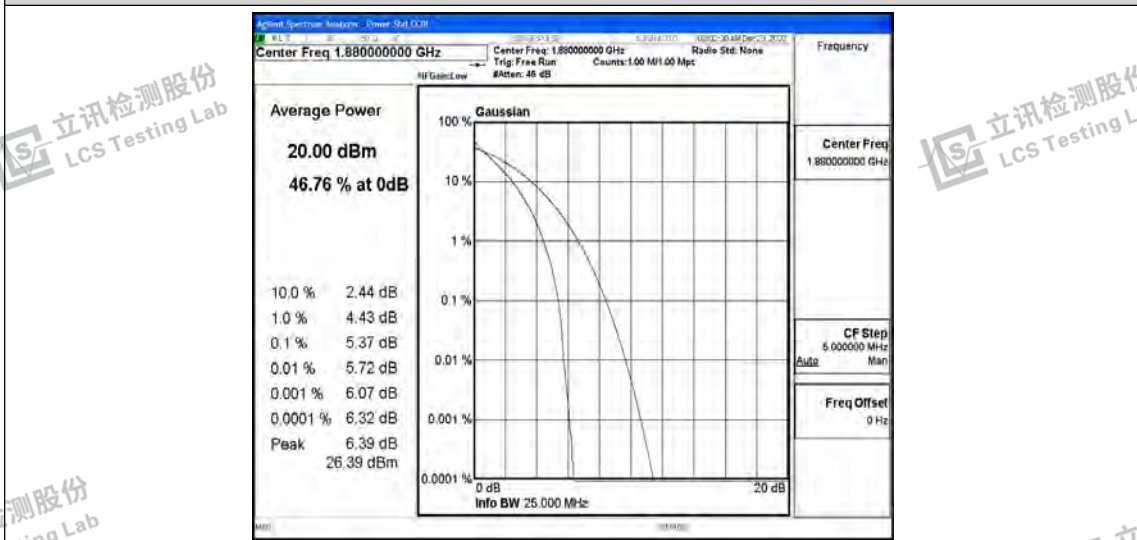 Agilent Spectrum Analyzer - Power Stat CCDF
Center Freq 1.880000000 GHz
Center Freq: 1.880000000 GHz
Radio Std: None
Trig: Free Run
Counts:1.00 M/1.00 Mpt
IFGain:Low
#Atten: 46 dB
Frequency
Average Power
20.00 dBm
46.76 % at 0dB
10.0 % 2.44 dB
1.0 % 4.43 dB
0.1 % 5.37 dB
0.01 % 5.72 dB
0.001 % 6.07 dB
0.0001 % 6.32 dB
Peak 6.39 dB
26.39 dBm
Gaussian
100 %
10 %
1 %
0.1 %
0.01 %
0.001 %
0.0001 %
0 dB
20 dB
Info BW 25.000 MHz
Center Freq
1.880000000 GHz
CF Step
5.000000 MHz
Auto Man
Freq Offset
0 Hz
立讯检测股份
LCS Testing Lab
立讯检测股份
LCS Testing L
测股份
ng Lab
立